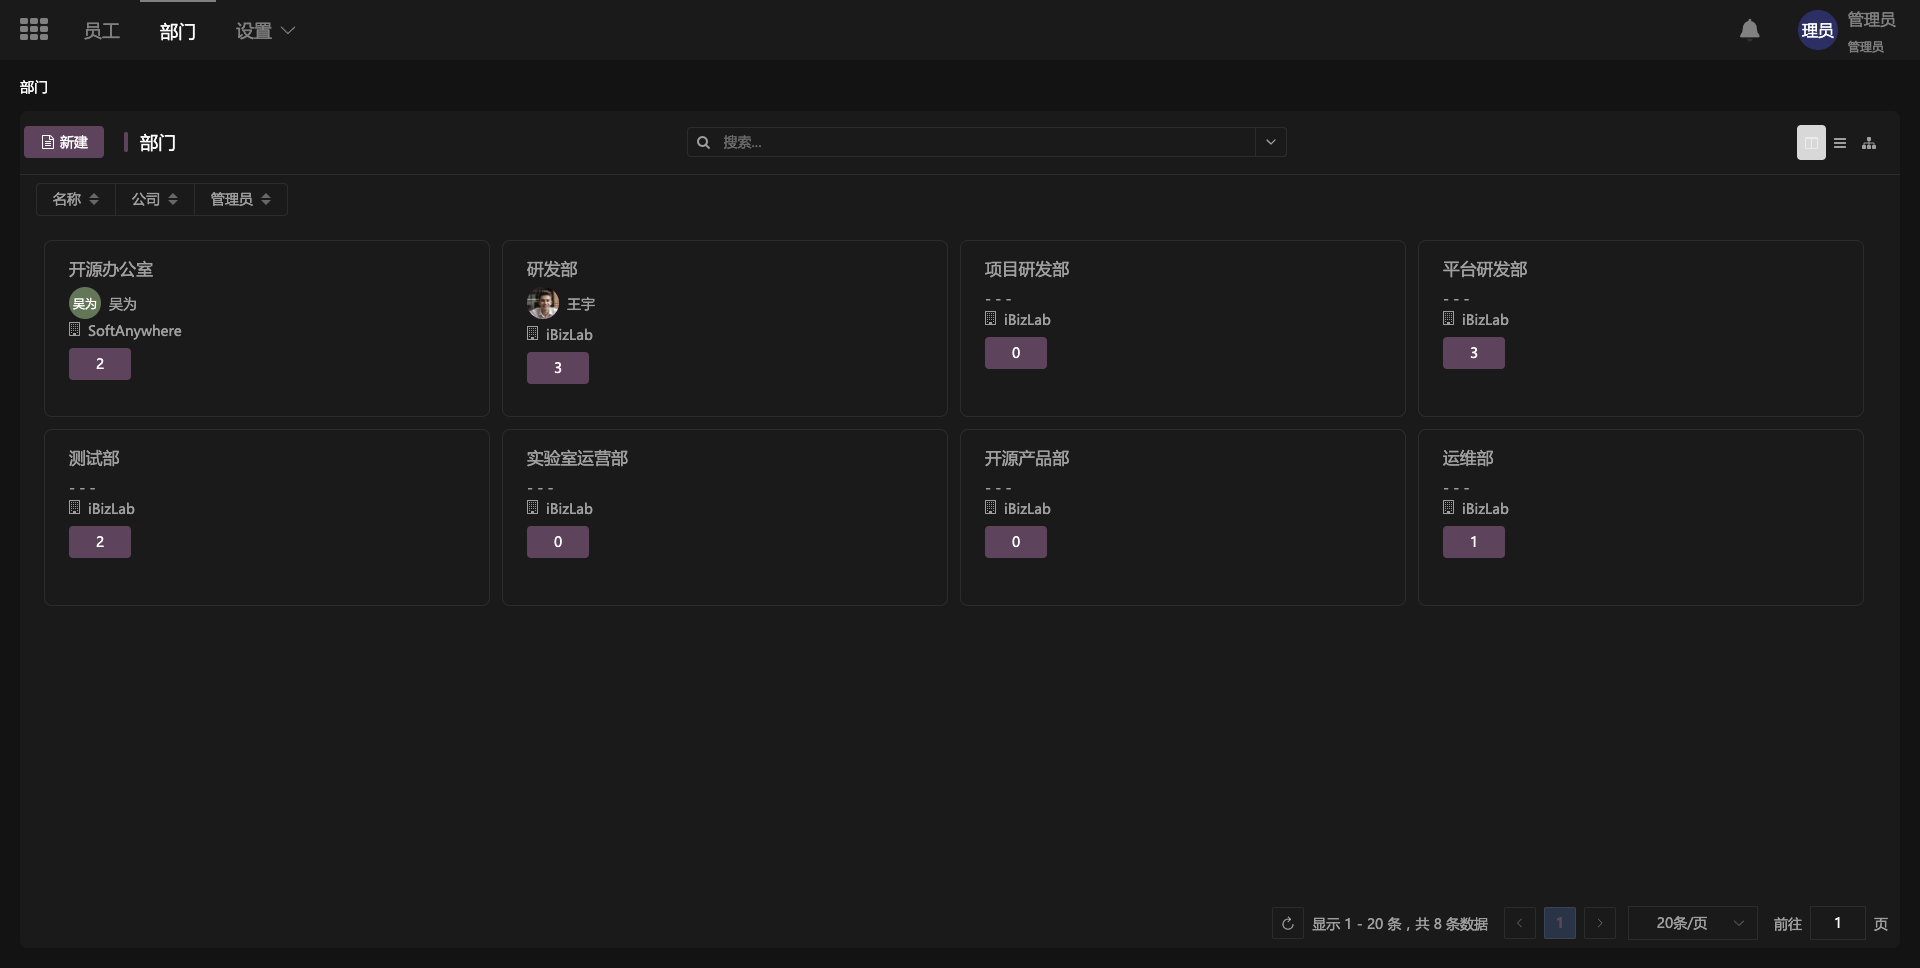 员工 部门 设置
理员 管理员
管理员
部门
新建 部门 搜索...
名称 公司 管理员
开源办公室
吴为 吴为
SoftAnywhere
2
研发部
王宇
iBizLab
3
项目研发部
---
iBizLab
0
平台研发部
---
iBizLab
3
测试部
---
iBizLab
2
实验室运营部
---
iBizLab
0
开源产品部
---
iBizLab
0
运维部
---
iBizLab
1
显示 1 - 20 条，共 8 条数据 1 20条/页 前往 1 页